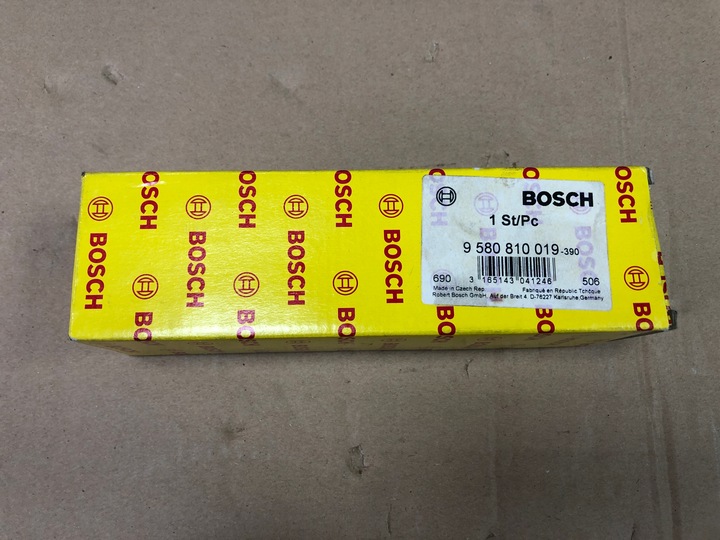 BOSCH
BOSCH
BOSCH
BOSCH
BOSCH
BOSCH
BOSCH
BOSCH
BOSCH
1 St/Pc
9 580 810 019-390
690 3 165143 041246 506
Made in Czech Rep. Fabriqué en République Tchèque
Robert Bosch GmbH. Auf der Breit 4. D-76227 Karlsruhe.Germany